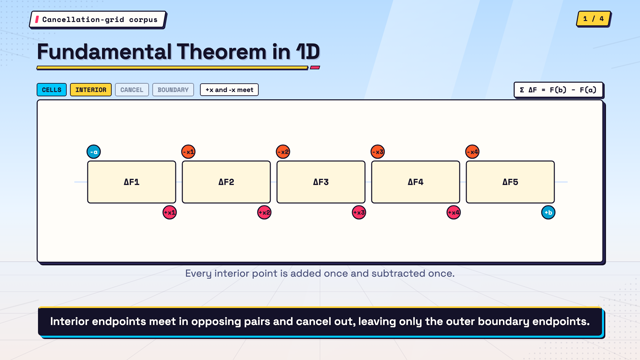 Cancellation-grid corpus
1 / 4
Fundamental Theorem in 1D
CELLS INTERIOR CANCEL BOUNDARY +x and -x meet
Σ ΔF = F(b) - F(a)
-a -x1 -x2 -x3 -x4
ΔF1 ΔF2 ΔF3 ΔF4 ΔF5
+x1 +x2 +x3 +x4 +b
Every interior point is added once and subtracted once.
Interior endpoints meet in opposing pairs and cancel out, leaving only the outer boundary endpoints.